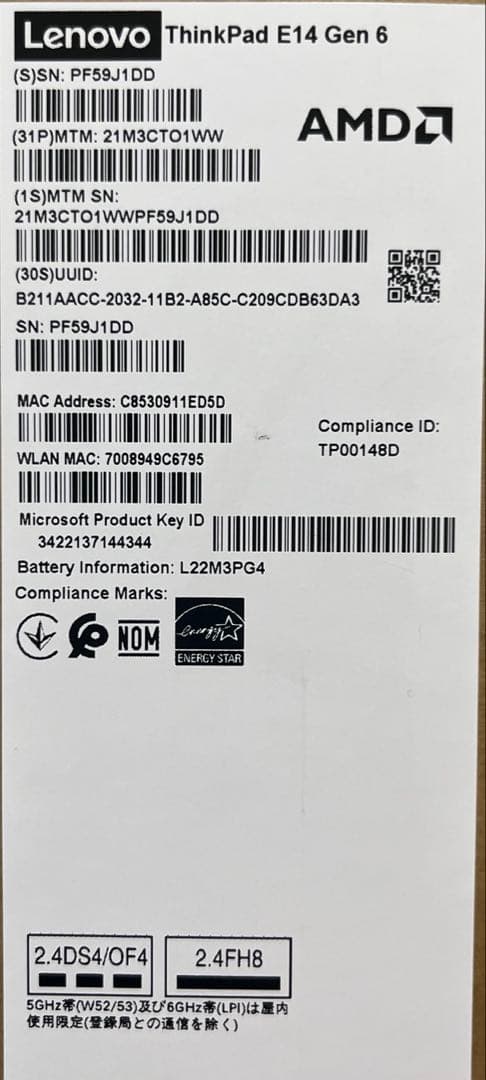 Lenovo ThinkPad E14 Gen 6
(S)SN: PF59J1DD
AMD
(31P)MTM: 21M3CTO1WW
(1S)MTM SN:
21M3CTO1WWPF59J1DD
(30S)UUID:
B211AACC-2032-11B2-A85C-C209CDB63DA3
SN: PF59J1DD
MAC Address: C8530911ED5D
Compliance ID:
TP00148D
WLAN MAC: 7008949C6795
Microsoft Product Key ID
3422137144344
Battery Information: L22M3PG4
Compliance Marks:
NOM
energy
ENERGY STAR
2.4DS4/OF4
2.4FH8
5GHz帯(W52/53)及び6GHz帯(LPI)は屋内
使用限定(登録局との通信を除く)